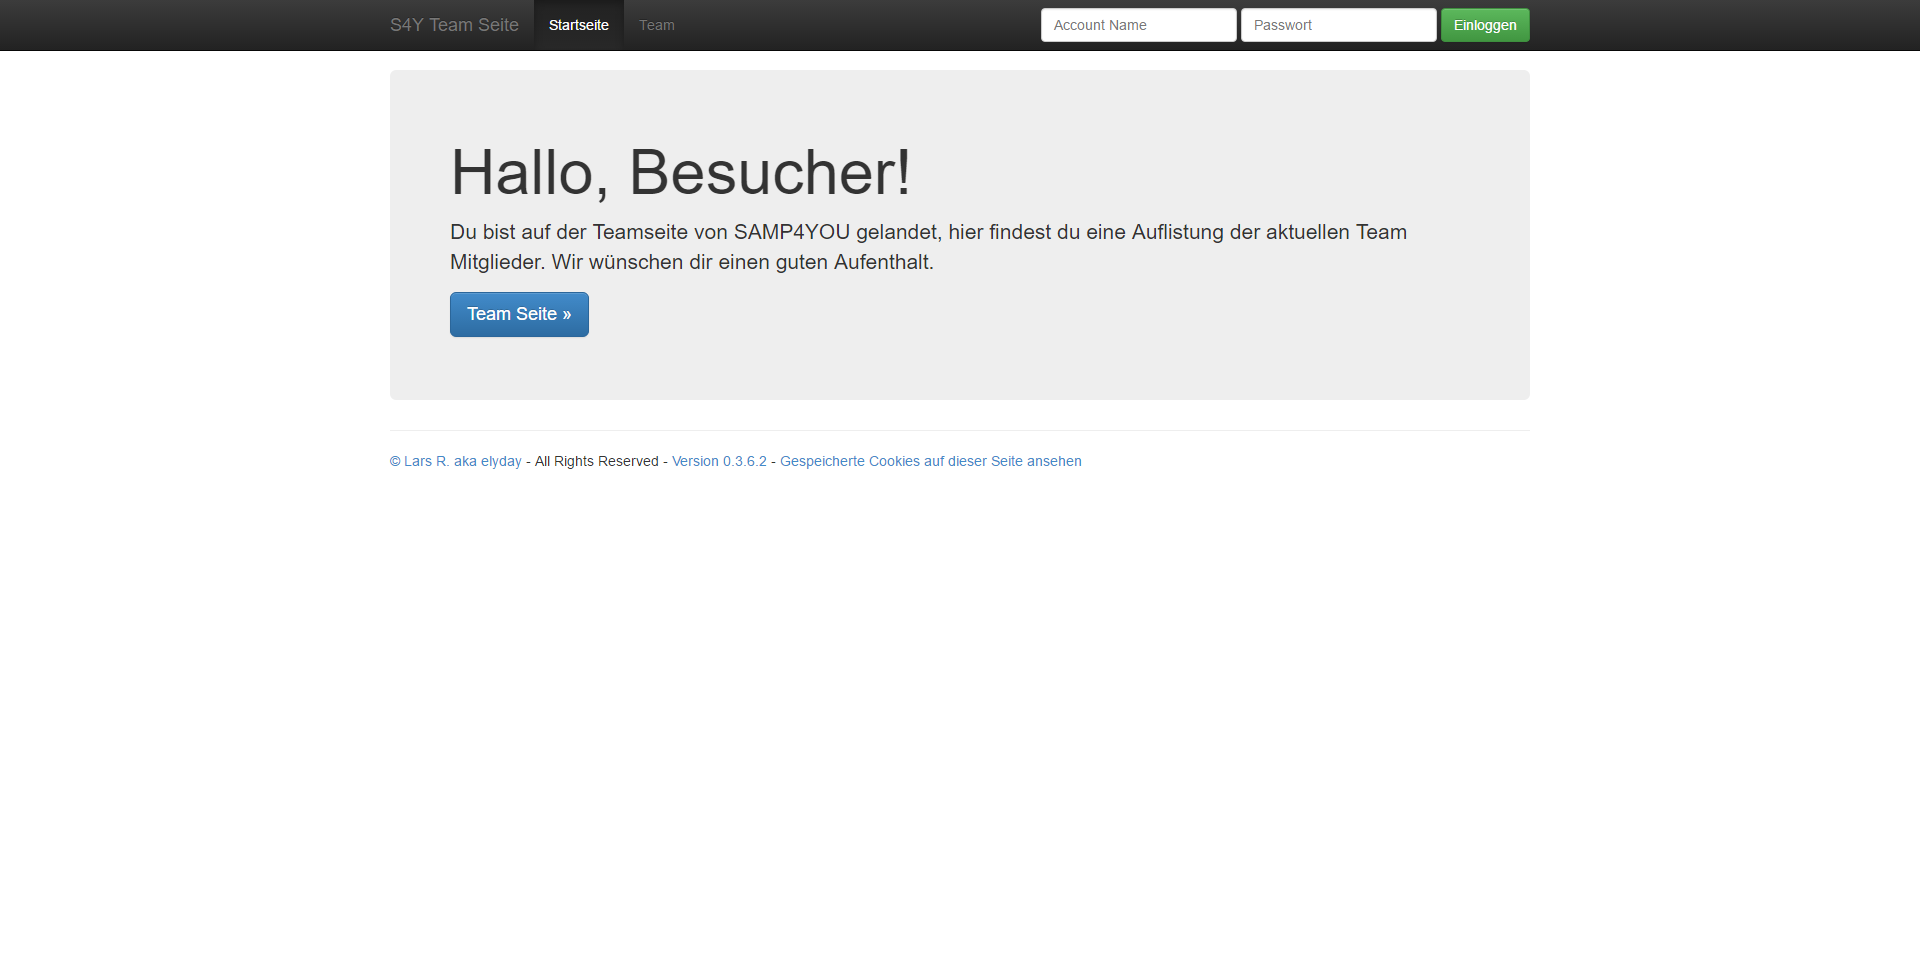 S4Y Team Seite Startseite Team Account Name Passwort Einloggen
Hallo, Besucher!
Du bist auf der Teamseite von SAMP4YOU gelandet, hier findest du eine Auflistung der aktuellen Team
Mitglieder. Wir wünschen dir einen guten Aufenthalt.
Team Seite »
© Lars R. aka elyday - All Rights Reserved - Version 0.3.6.2 - Gespeicherte Cookies auf dieser Seite ansehen